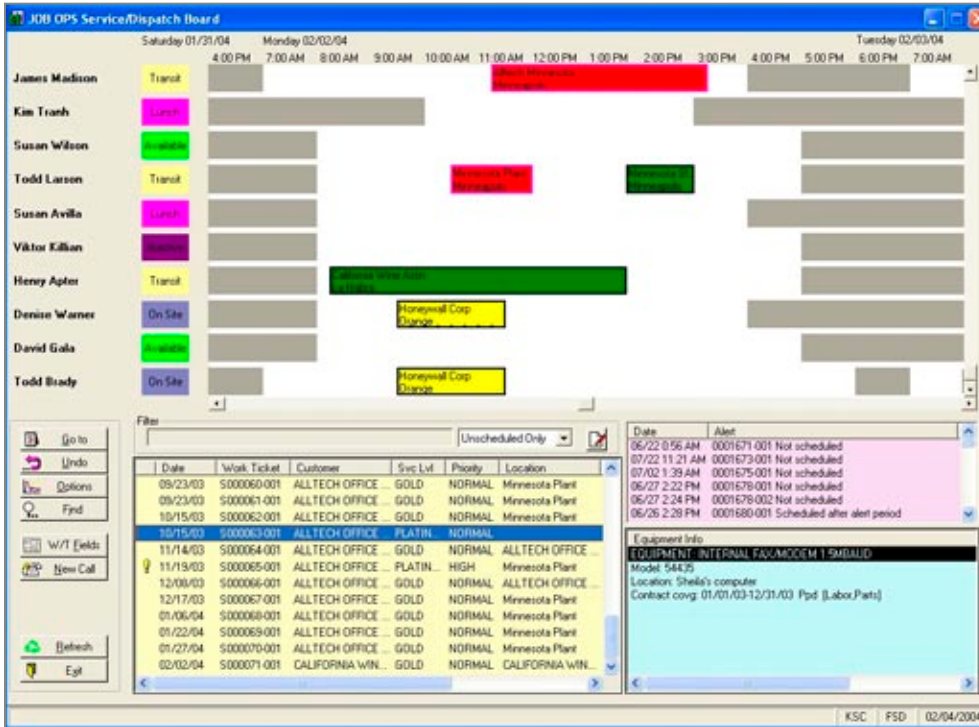 JOB OPS Service/Dispatch Board
Saturday 01/31/04 Monday 02/02/04 Tuesday 02/03/04
4:00 PM 7:00 AM 8:00 AM 9:00 AM 10:00 AM 11:00 AM 12:00 PM 1:00 PM 2:00 PM 3:00 PM 4:00 PM 5:00 PM 6:00 PM 7:00 AM
James Madison Transit Alltech Minnesota
Minneapolis
Kim Tranh Lunch
Susan Wilson Available
Todd Larson Transit Minnesota Plant Minnesota
Minneapolis Minneapolis
Susan Avilla Lunch
Viktor Killian
Henry Apter Transit California Wine
Denise Warner On Site Honeywall Corp
Orange
David Gala Available
Todd Brady On Site Honeywall Corp
Orange
Filter
Unscheduled Only
Go to
Undo
Options
Find
W/T Fields
New Call
Refresh
Exit
Date Work Ticket Customer Svc Lvl Priority Location
09/23/03 S000060-001 ALLTECH OFFICE ... GOLD NORMAL Minnesota Plant
09/23/03 S000061-001 ALLTECH OFFICE ... GOLD NORMAL Minnesota Plant
10/15/03 S000062-001 ALLTECH OFFICE ... GOLD NORMAL Minnesota Plant
10/15/03 S000063-001 ALLTECH OFFICE ... PLATIN... NORMAL
11/14/03 S000064-001 ALLTECH OFFICE ... GOLD NORMAL ALLTECH OFFICE ...
11/19/03 S000065-001 ALLTECH OFFICE ... PLATIN... HIGH Minnesota Plant
12/08/03 S000066-001 ALLTECH OFFICE ... GOLD NORMAL ALLTECH OFFICE ...
12/17/03 S000067-001 ALLTECH OFFICE ... GOLD NORMAL Minnesota Plant
01/06/04 S000068-001 ALLTECH OFFICE ... GOLD NORMAL Minnesota Plant
01/22/04 S000069-001 ALLTECH OFFICE ... GOLD NORMAL Minnesota Plant
01/27/04 S000070-001 ALLTECH OFFICE ... GOLD NORMAL Minnesota Plant
02/02/04 S000071-001 CALIFORNIA WIN... GOLD NORMAL CALIFORNIA WIN...
Date Alert
06/22 0:56 AM 0001671-001 Not scheduled
07/22 11:21 AM 0001673-001 Not scheduled
07/02 1:39 AM 0001675-001 Not scheduled
06/27 2:22 PM 0001678-001 Not scheduled
06/27 2:24 PM 0001678-002 Not scheduled
06/26 2:28 PM 0001680-001 Scheduled after alert period
Equipment Info
EQUIPMENT: INTERNAL FAX/MODEM 1.5MBAUD
Model: 54435
Location: Sheila's computer
Contract covg: 01/01/03-12/31/03 Ppd (Labor,Parts)
KSC FSD 02/04/2004